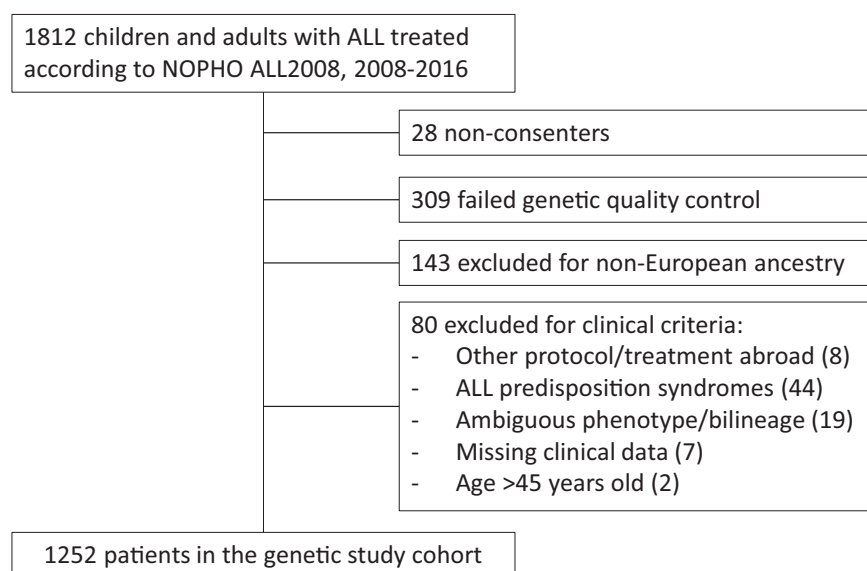 1812 children and adults with ALL treated
according to NOPHO ALL2008, 2008-2016
28 non-consenters
309 failed genetic quality control
143 excluded for non-European ancestry
80 excluded for clinical criteria:
- Other protocol/treatment abroad (8)
- ALL predisposition syndromes (44)
- Ambiguous phenotype/bilineage (19)
- Missing clinical data (7)
- Age >45 years old (2)
1252 patients in the genetic study cohort